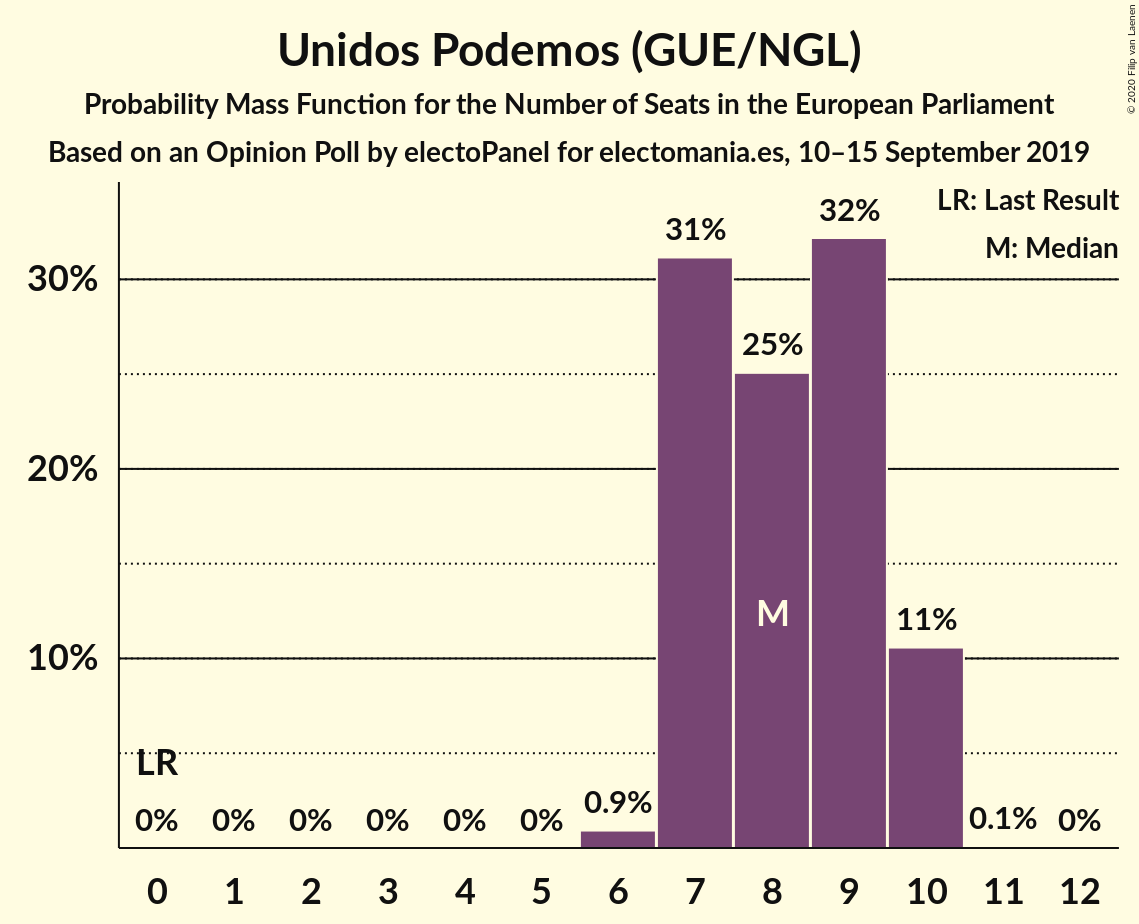 Unidos Podemos (GUE/NGL)
Probability Mass Function for the Number of Seats in the European Parliament
Based on an Opinion Poll by electoPanel for electomania.es, 10–15 September 2019
© 2020 Filip van Laenen
LR: Last Result
M: Median
30%
20%
10%
31%
25%
32%
11%
M
LR
0%
0%
0%
0%
0%
0%
0.9%
0.1%
0%
0 1 2 3 4 5 6 7 8 9 10 11 12